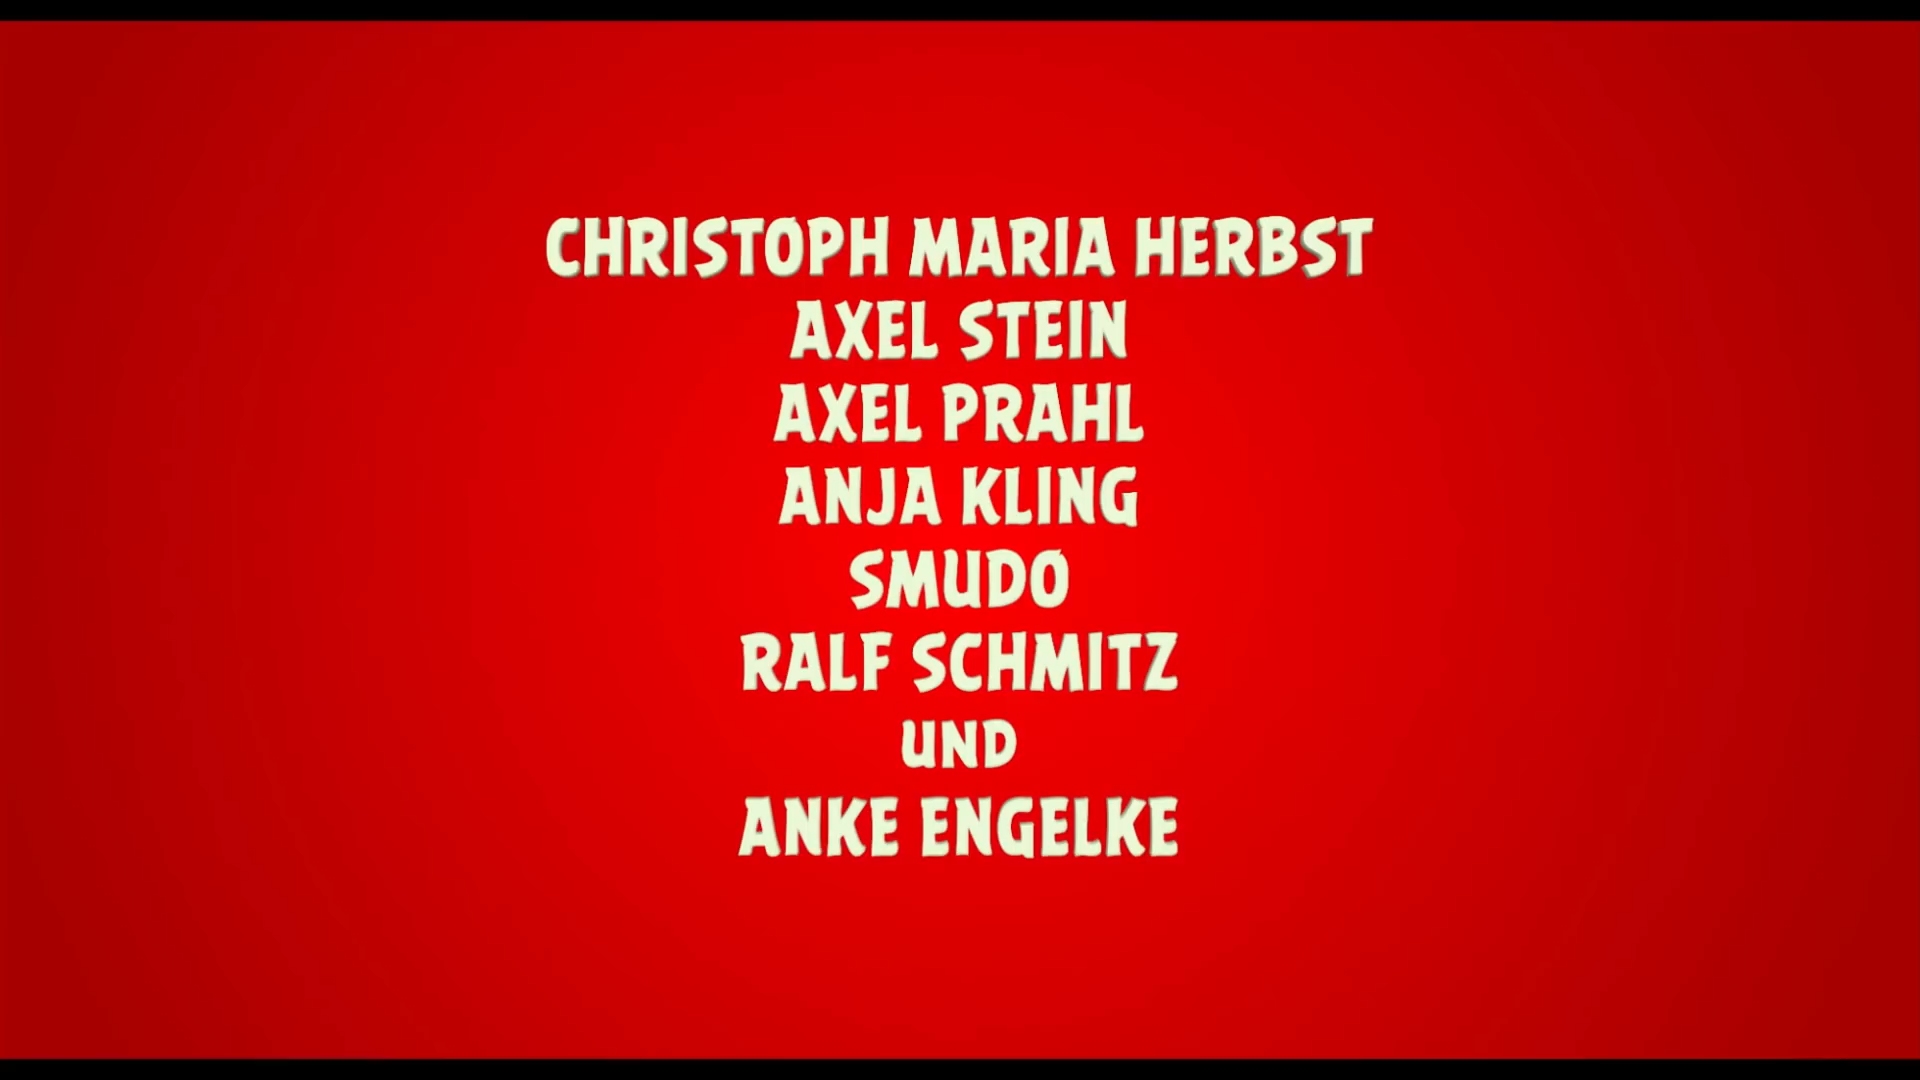 CHRISTOPH MARIA HERBST
AXEL STEIN
AXEL PRAHL
ANJA KLING
SMUDO
RALF SCHMITZ
UND
ANKE ENGELKE